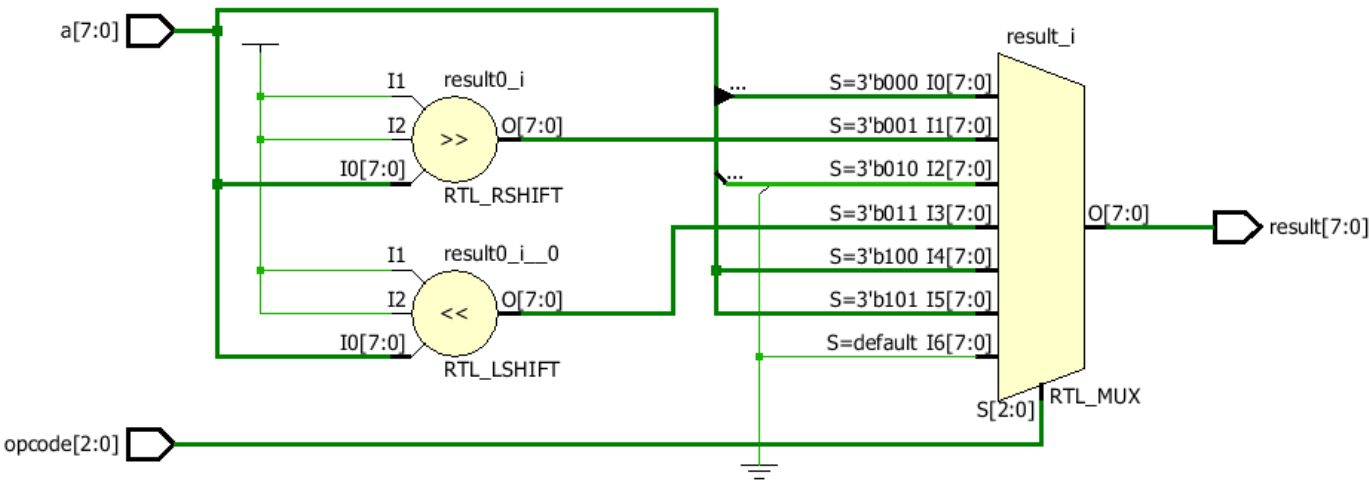 a[7:0]
result_i
I1
result0_i
...
S=3'b000 I0[7:0]
I2
>>
O[7:0]
S=3'b001 I1[7:0]
I0[7:0]
RTL_RSHIFT
...
S=3'b010 I2[7:0]
S=3'b011 I3[7:0]
O[7:0]
result[7:0]
I1
result0_i__0
S=3'b100 I4[7:0]
I2
<<
O[7:0]
S=3'b101 I5[7:0]
I0[7:0]
RTL_LSHIFT
S=default I6[7:0]
S[2:0]
RTL_MUX
opcode[2:0]